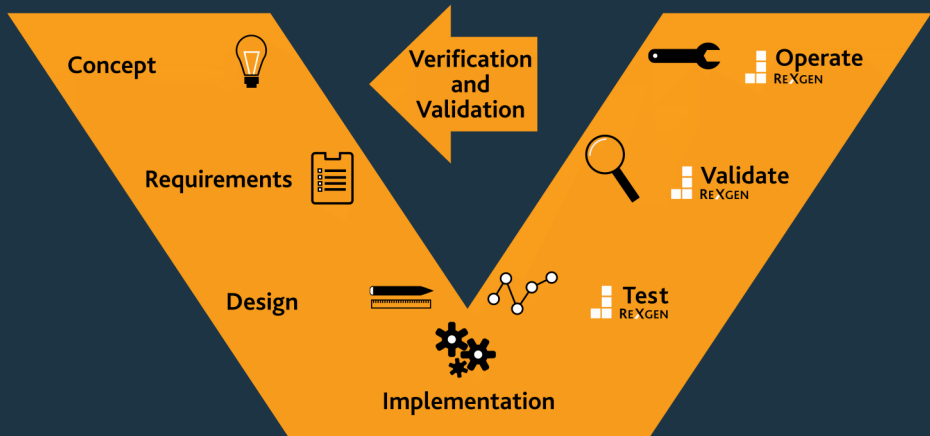 Concept
Requirements
Design
Implementation
Verification
and
Validation
Operate
REXGEN
Validate
REXGEN
Test
REXGEN